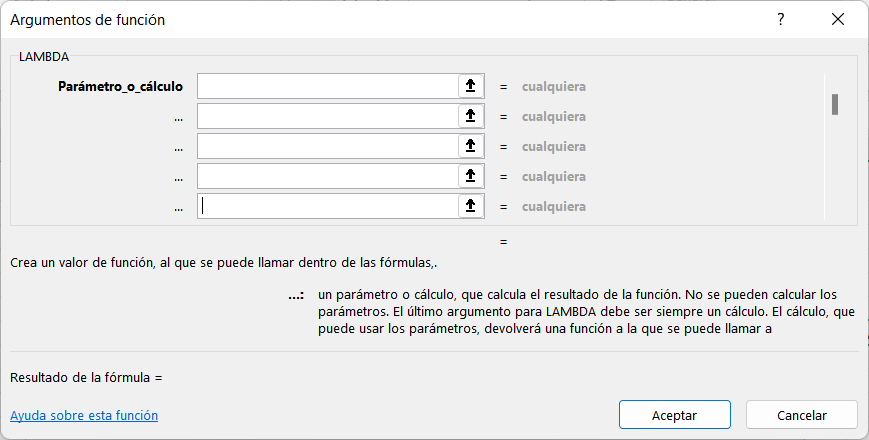 Argumentos de función
?
LAMBDA
Parámetro_o_cálculo = cualquiera
... = cualquiera
... = cualquiera
... = cualquiera
... = cualquiera
=
Crea un valor de función, al que se puede llamar dentro de las fórmulas,.
...: un parámetro o cálculo, que calcula el resultado de la función. No se pueden calcular los
parámetros. El último argumento para LAMBDA debe ser siempre un cálculo. El cálculo, que
puede usar los parámetros, devolverá una función a la que se puede llamar a
Resultado de la fórmula =
Ayuda sobre esta función
Aceptar
Cancelar